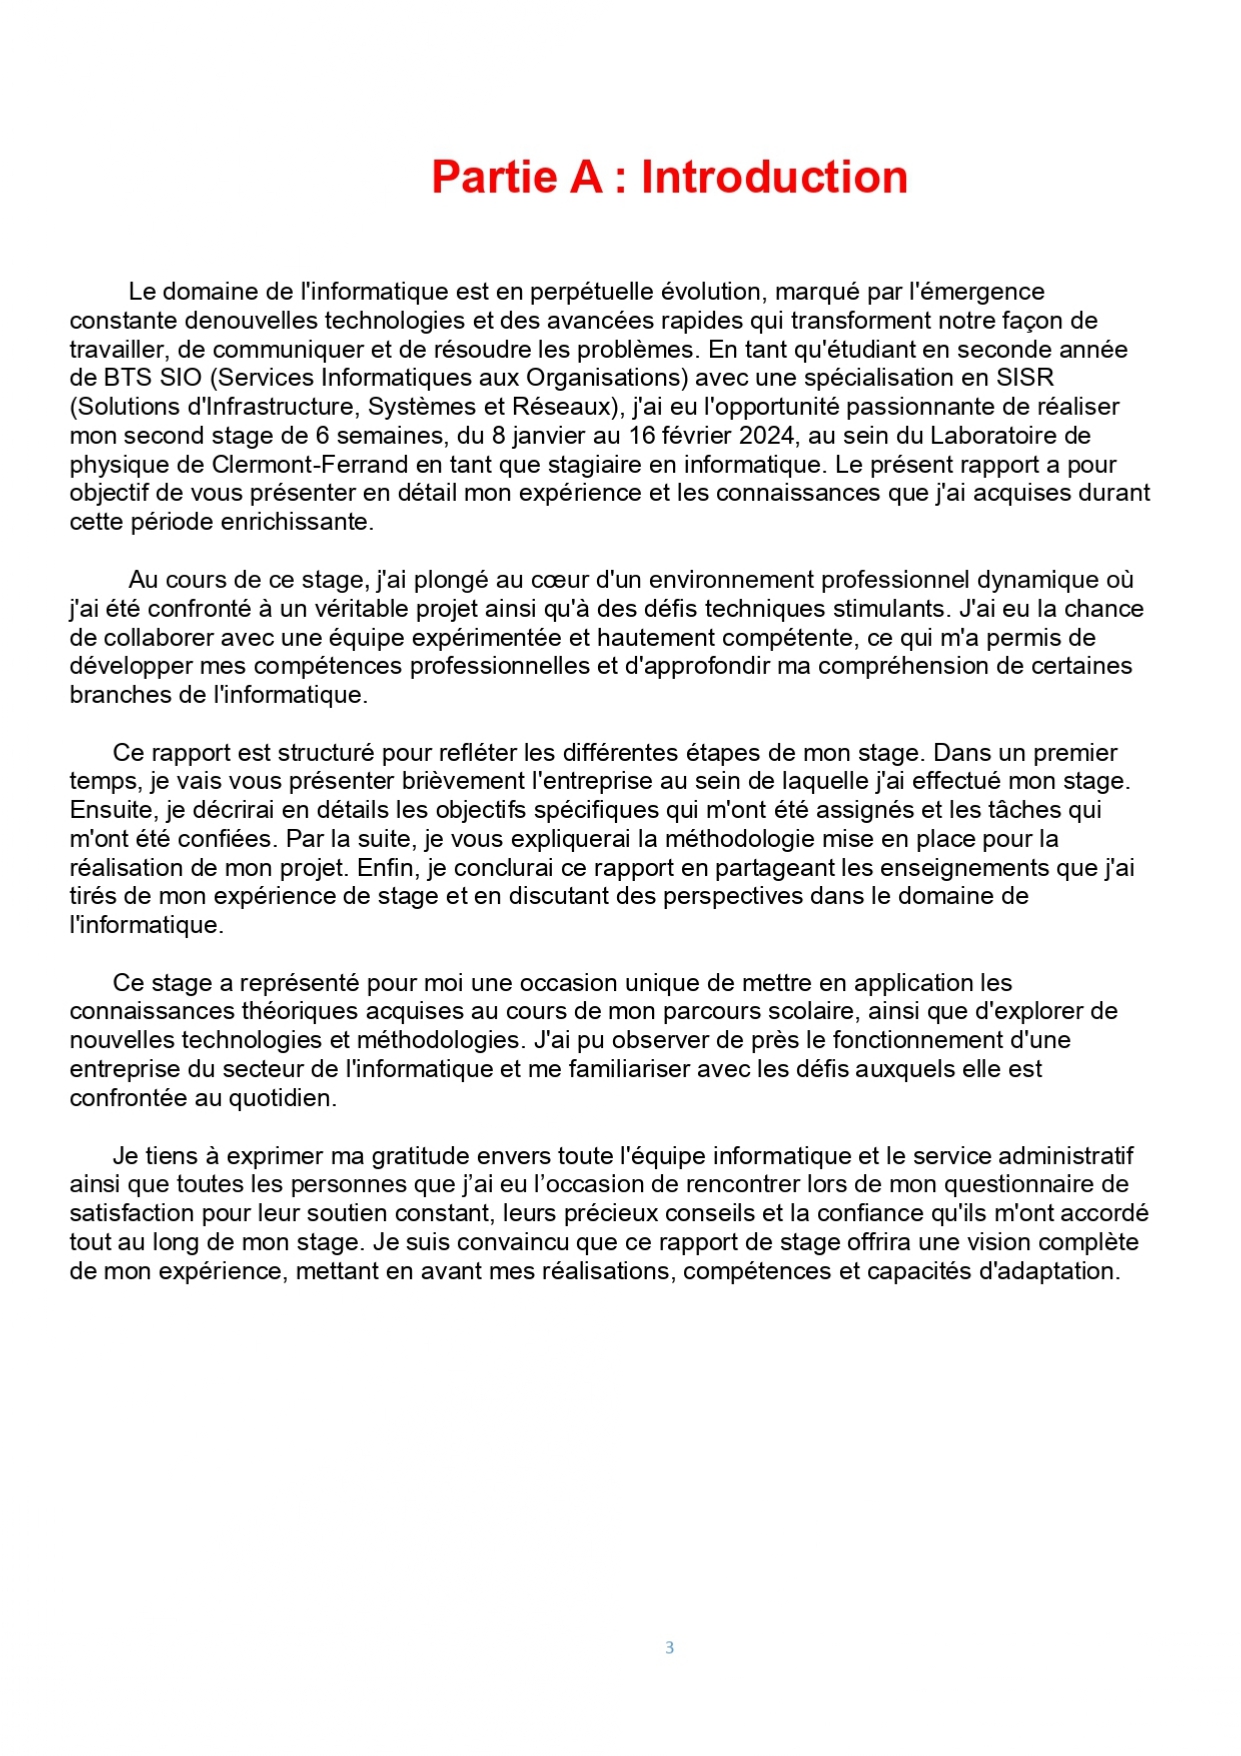 Partie A : Introduction
Le domaine de l'informatique est en perpétuelle évolution, marqué par l'émergence
constante denouvelles technologies et des avancées rapides qui transforment notre façon de
travailler, de communiquer et de résoudre les problèmes. En tant qu'étudiant en seconde année
de BTS SIO (Services Informatiques aux Organisations) avec une spécialisation en SISR
(Solutions d'Infrastructure, Systèmes et Réseaux), j'ai eu l'opportunité passionnante de réaliser
mon second stage de 6 semaines, du 8 janvier au 16 février 2024, au sein du Laboratoire de
physique de Clermont-Ferrand en tant que stagiaire en informatique. Le présent rapport a pour
objectif de vous présenter en détail mon expérience et les connaissances que j'ai acquises durant
cette période enrichissante.
Au cours de ce stage, j'ai plongé au cœur d'un environnement professionnel dynamique où
j'ai été confronté à un véritable projet ainsi qu'à des défis techniques stimulants. J'ai eu la chance
de collaborer avec une équipe expérimentée et hautement compétente, ce qui m'a permis de
développer mes compétences professionnelles et d'approfondir ma compréhension de certaines
branches de l'informatique.
Ce rapport est structuré pour refléter les différentes étapes de mon stage. Dans un premier
temps, je vais vous présenter brièvement l'entreprise au sein de laquelle j'ai effectué mon stage.
Ensuite, je décrirai en détails les objectifs spécifiques qui m'ont été assignés et les tâches qui
m'ont été confiées. Par la suite, je vous expliquerai la méthodologie mise en place pour la
réalisation de mon projet. Enfin, je conclurai ce rapport en partageant les enseignements que j'ai
tirés de mon expérience de stage et en discutant des perspectives dans le domaine de
l'informatique.
Ce stage a représenté pour moi une occasion unique de mettre en application les
connaissances théoriques acquises au cours de mon parcours scolaire, ainsi que d'explorer de
nouvelles technologies et méthodologies. J'ai pu observer de près le fonctionnement d'une
entreprise du secteur de l'informatique et me familiariser avec les défis auxquels elle est
confrontée au quotidien.
Je tiens à exprimer ma gratitude envers toute l'équipe informatique et le service administratif
ainsi que toutes les personnes que j’ai eu l’occasion de rencontrer lors de mon questionnaire de
satisfaction pour leur soutien constant, leurs précieux conseils et la confiance qu'ils m'ont accordé
tout au long de mon stage. Je suis convaincu que ce rapport de stage offrira une vision complète
de mon expérience, mettant en avant mes réalisations, compétences et capacités d'adaptation.
3